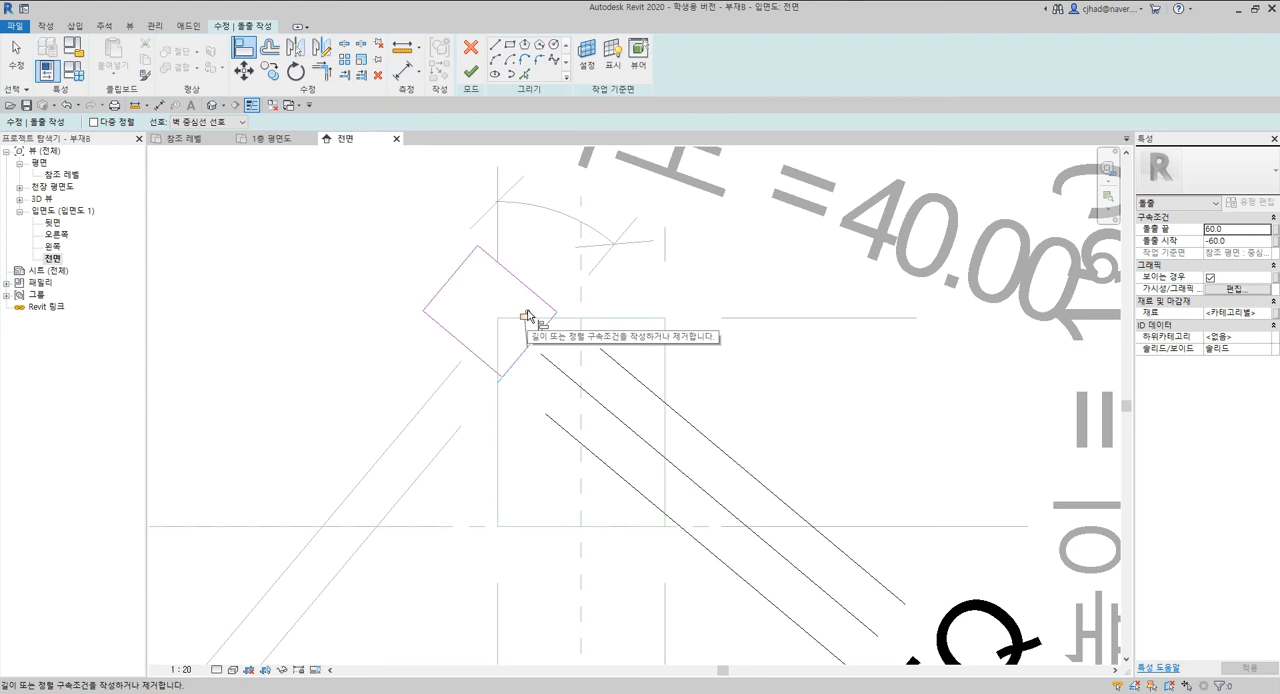 Autodesk Revit 2020 - 학생용 버전 - 부재B - 입면도: 전면
cjhad@naver....
파일 작성 삽입 주석 뷰 관리 애드인 수정 | 돌출 작성
수정 붙여넣기 절단 결합 설정 표시 뷰어
선택 특성 클립보드 형상 수정 측정 작성 모드 그리기 작업 기준면
수정 | 돌출 작성 다중 정렬 선호: 벽 중심선 선호
프로젝트 탐색기 - 부재B 참조 레벨 1층 평면도 전면 특성
뷰 (전체)
평면
참조 레벨
천장 평면도
3D 뷰
입면도 (입면도 1)
뒷면
오른쪽
왼쪽
전면
시트 (전체)
패밀리
그룹
Revit 링크
=40.00
길이 또는 정렬 구속조건을 작성하거나 제거합니다.
돌출 유형 편집
구속조건
돌출 끝 60.0
돌출 시작 -60.0
작업 기준면 참조 평면 : 중심...
그래픽
보이는 경우
가시성/그래픽 ... 편집...
재료 및 마감재
재료 <카테고리별>
ID 데이터
하위카테고리 <없음>
솔리드/보이드 솔리드
특성 도움말 적용
1 : 20
길이 또는 정렬 구속조건을 작성하거나 제거합니다. :0